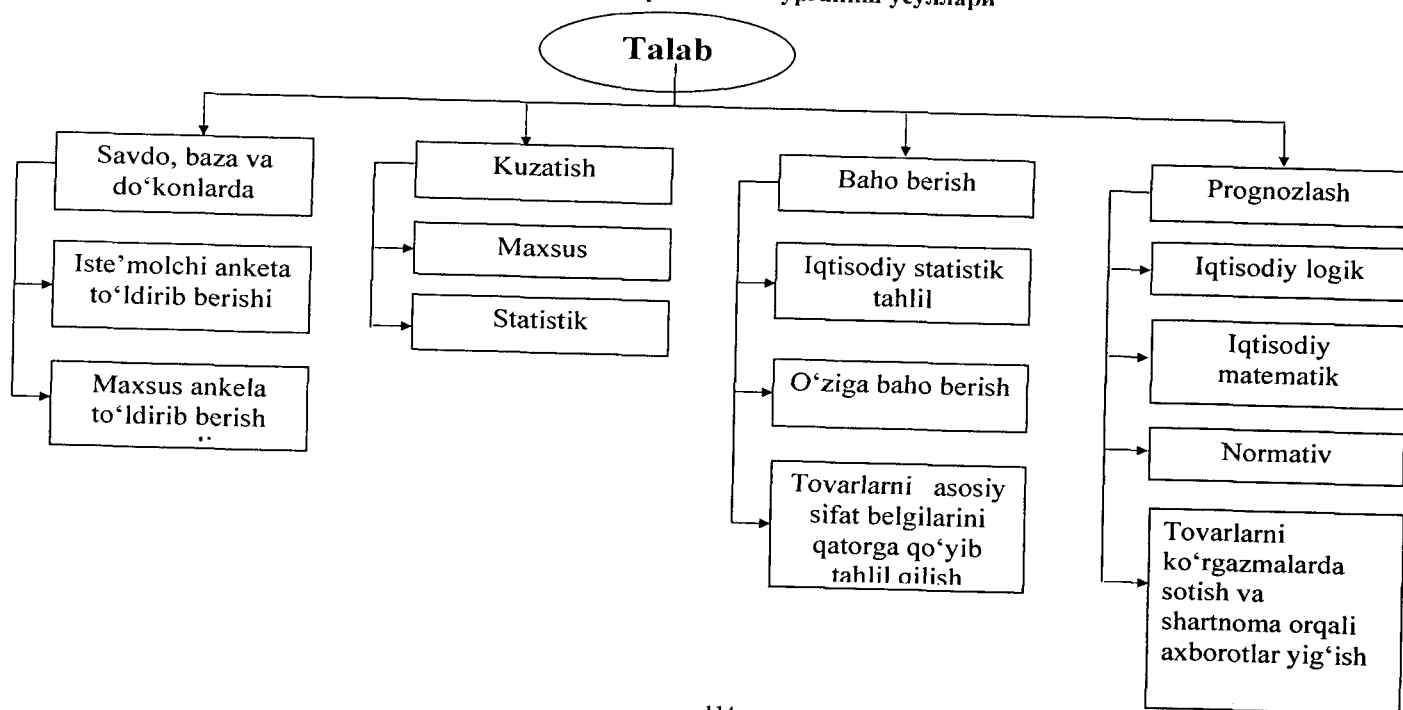 усуллари
Talab
Savdo, baza va
do‘konlarda
Iste’molchi anketa
to‘ldirib berishi
Maxsus ankela
to‘ldirib berish
Kuzatish
Maxsus
Statistik
Baho berish
Iqtisodiy statistik
tahlil
O‘ziga baho berish
Tovarlarni asosiy
sifat belgilarini
qatorga qo‘yib
tahlil qilish
Prognozlash
Iqtisodiy logik
Iqtisodiy
matematik
Normativ
Tovarlarni
ko‘rgazmalarda
sotish va
shartnoma orqali
axborotlar yig‘ish